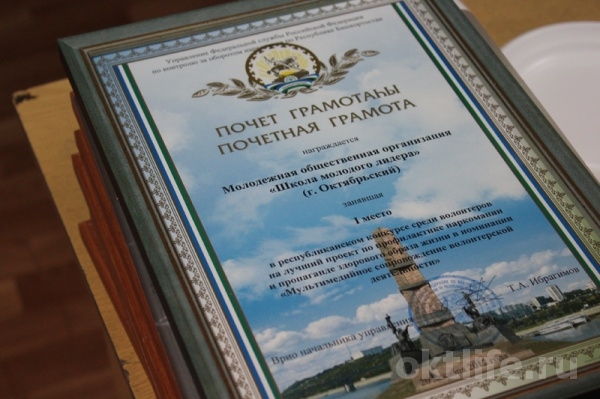 Управление Федеральной службы Российской Федерации
по контролю за оборотом наркотиков по Республике Башкортостан
ПОЧЕТ ГРАМОТАҺЫ
ПОЧЕТНАЯ ГРАМОТА
награждается
Молодежная общественная организация
«Школа молодого лидера»
(г. Октябрьский)
занявшая
I место
в республиканском конкурсе среди волонтеров
на лучший проект по профилактике наркомании
и пропаганде здорового образа жизни в номинации
«Мультимедийное сопровождение волонтерской
деятельности»
Врио начальника управления
Т.А. Ибрагимов
oktlife.ru